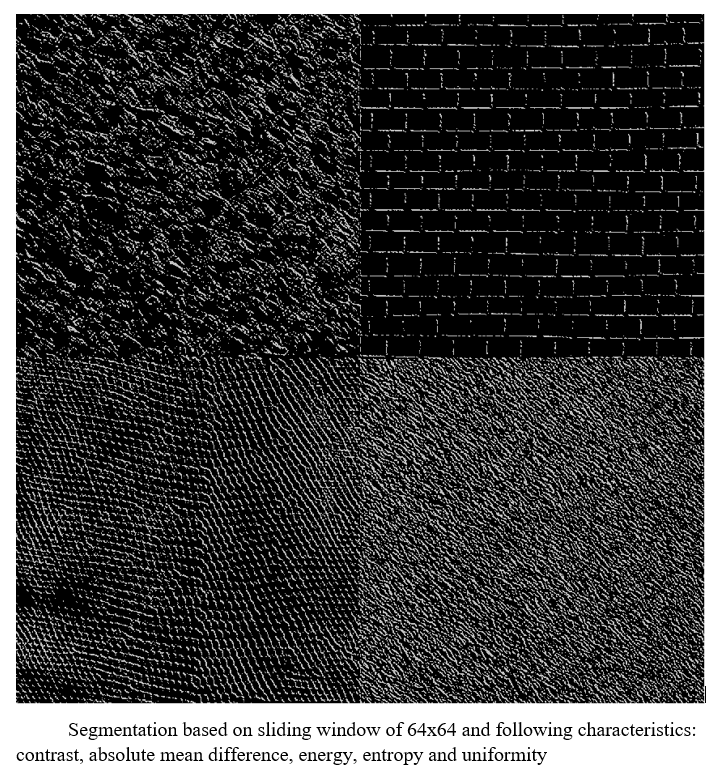 Segmentation based on sliding window of 64x64 and following characteristics:
contrast, absolute mean difference, energy, entropy and uniformity